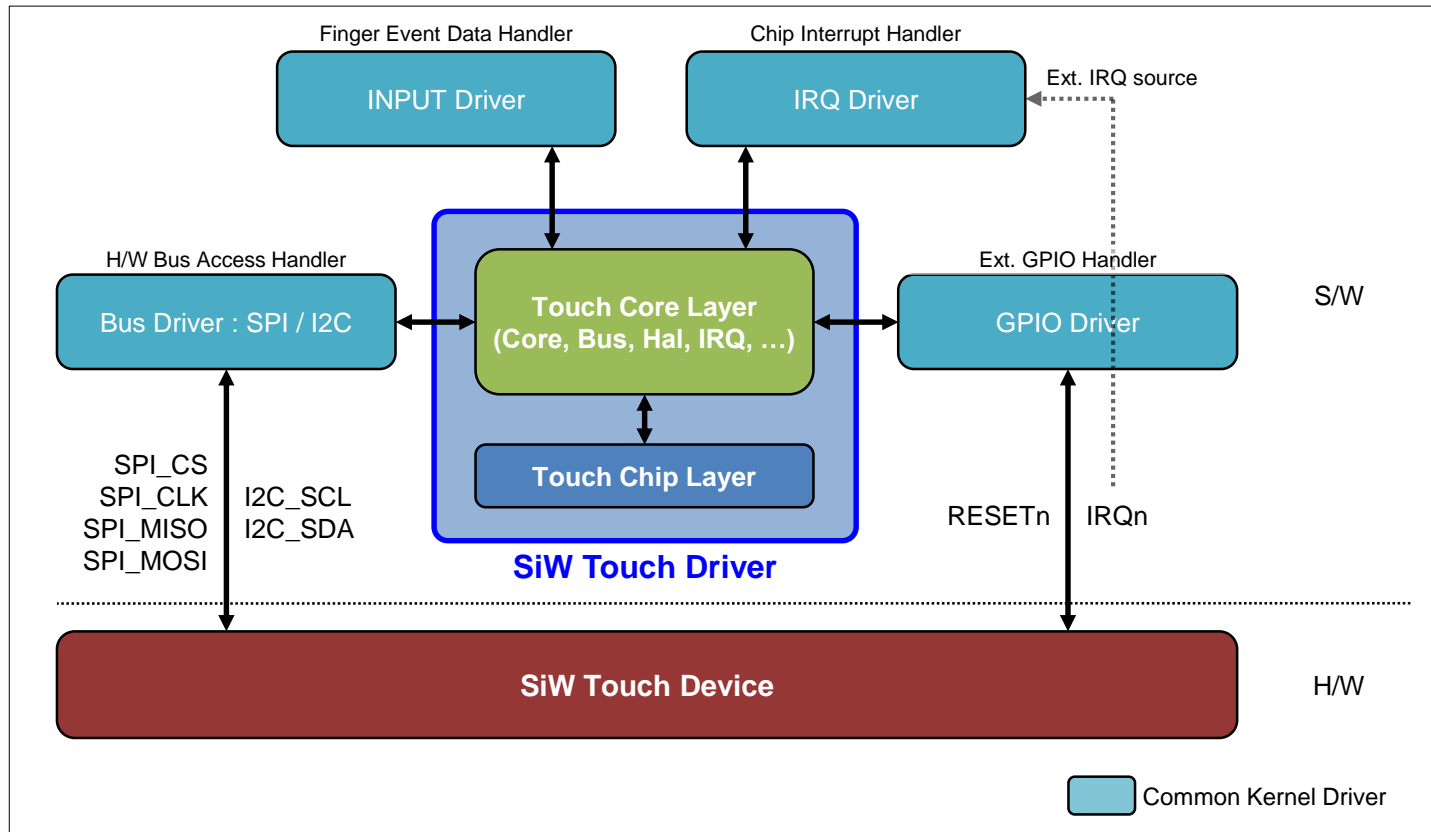 Finger Event Data Handler
Chip Interrupt Handler
INPUT Driver
IRQ Driver
Ext. IRQ source
H/W Bus Access Handler
Ext. GPIO Handler
Bus Driver : SPI / I2C
Touch Core Layer
(Core, Bus, Hal, IRQ, …)
GPIO Driver
S/W
Touch Chip Layer
SPI_CS
SPI_CLK
SPI_MISO
SPI_MOSI
I2C_SCL
I2C_SDA
RESETn
IRQn
SiW Touch Driver
SiW Touch Device
H/W
Common Kernel Driver